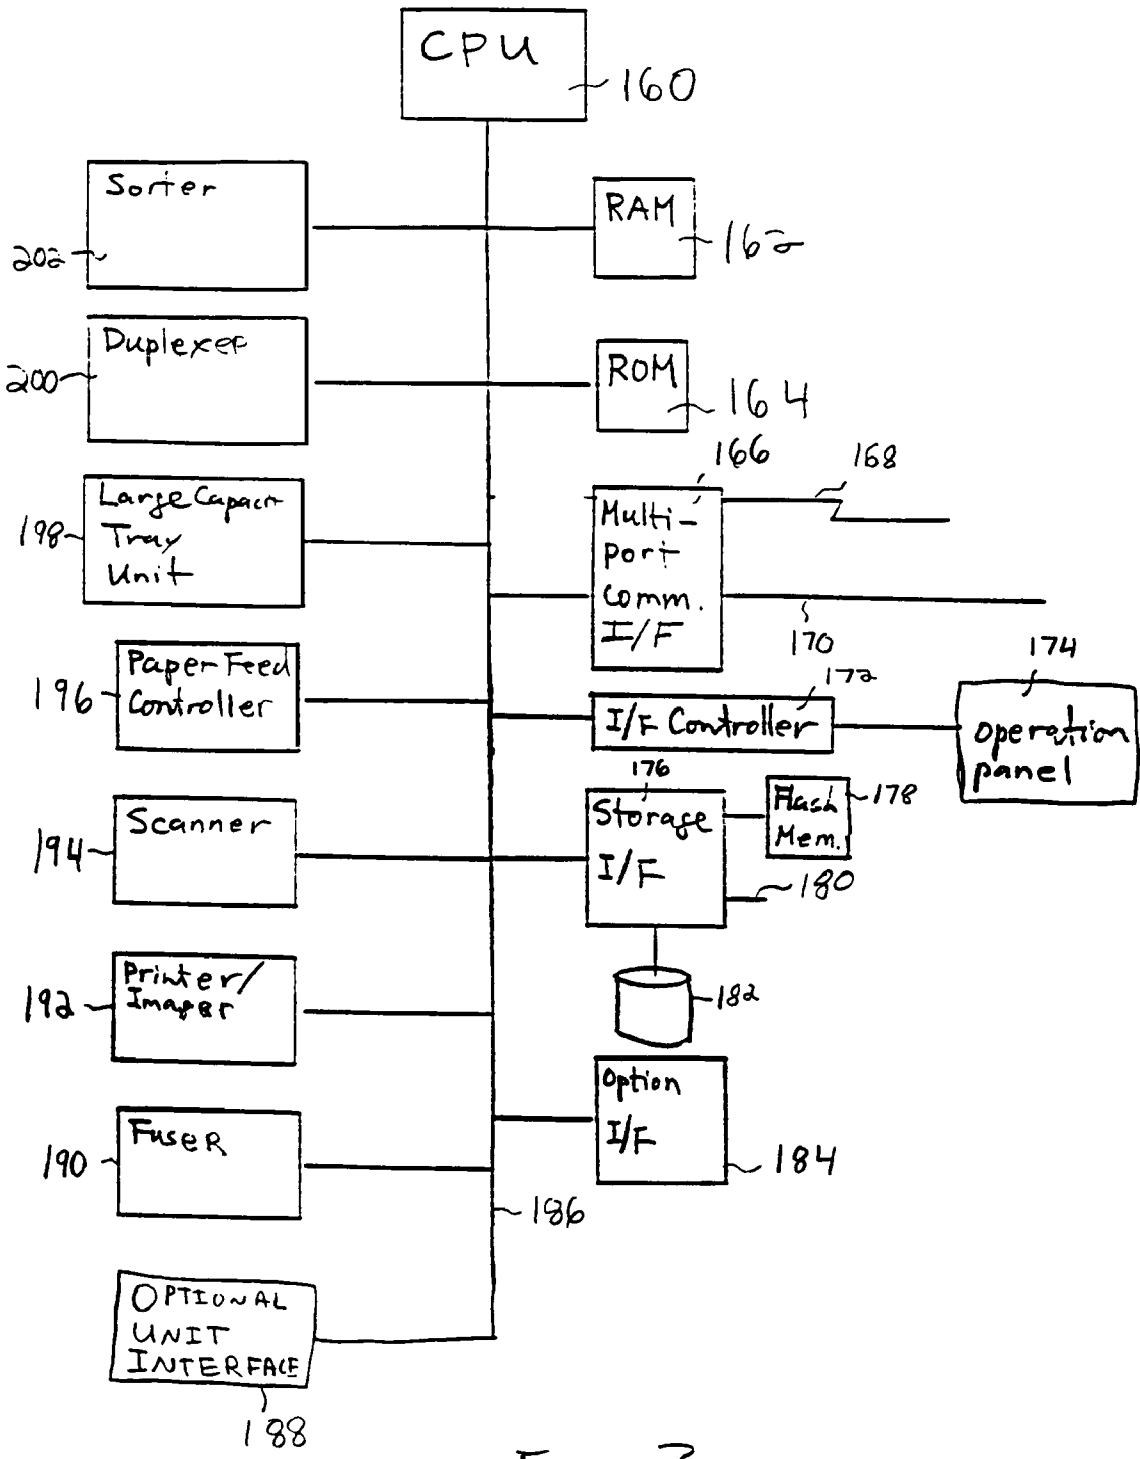 CPU
160
Sorter
202
RAM
162
Duplexer
200
ROM
164
166
168
Large Capacit
Tray
Unit
198
Multi-
port
Comm.
I/F
170
Paper Feed
Controller
196
172
I/F Controller
174
operation
panel
Scanner
194
176
Storage
I/F
Flash
Mem.
178
180
182
Printer/
Imager
192
Option
I/F
184
Fuser
190
186
OPTIONAL
UNIT
INTERFACE
188